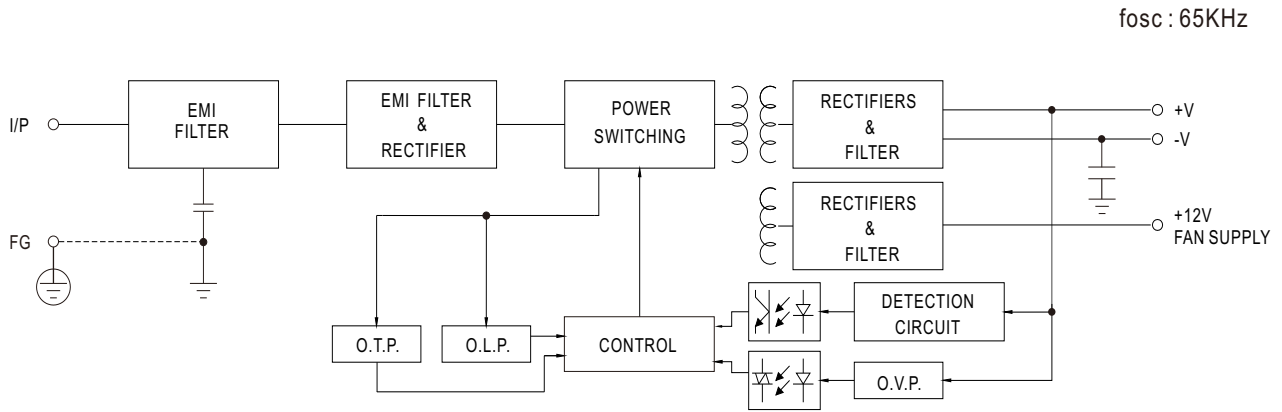 fosc : 65KHz
I/P
EMI
FILTER
EMI FILTER
&
RECTIFIER
POWER
SWITCHING
RECTIFIERS
&
FILTER
+V
-V
RECTIFIERS
&
FILTER
+12V
FAN SUPPLY
FG
O.T.P.
O.L.P.
CONTROL
DETECTION
CIRCUIT
O.V.P.